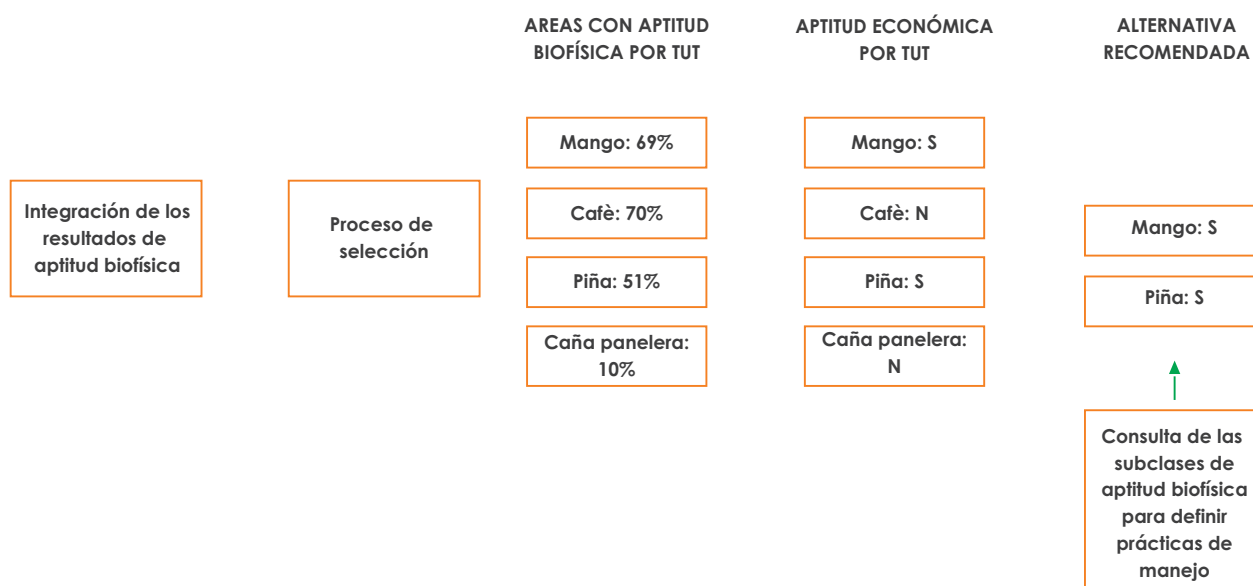 AREAS CON APTITUD
BIOFÍSICA POR TUT
APTITUD ECONÓMICA
POR TUT
ALTERNATIVA
RECOMENDADA
Integración de los
resultados de
aptitud biofísica
Proceso de
selección
Mango: 69%
Cafè: 70%
Piña: 51%
Caña panelera:
10%
Mango: S
Cafè: N
Piña: S
Caña panelera:
N
Mango: S
Piña: S
Consulta de las
subclases de
aptitud biofísica
para definir
prácticas de
manejo